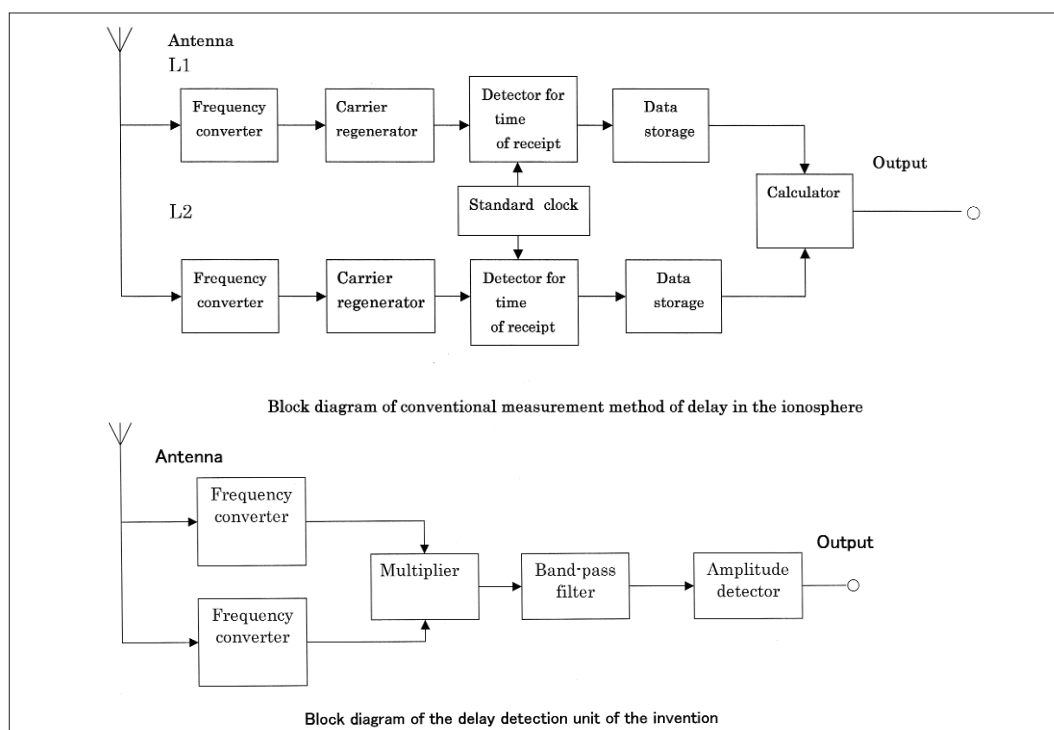 Antenna
L1
Frequency
converter
Carrier
regenerator
Detector for
time
of receipt
Data
storage
Output
Calculator
Standard clock
L2
Frequency
converter
Carrier
regenerator
Detector for
time
of receipt
Data
storage
Block diagram of conventional measurement method of delay in the ionosphere
Antenna
Frequency
converter
Multiplier
Band-pass
filter
Amplitude
detector
Output
Frequency
converter
Block diagram of the delay detection unit of the invention